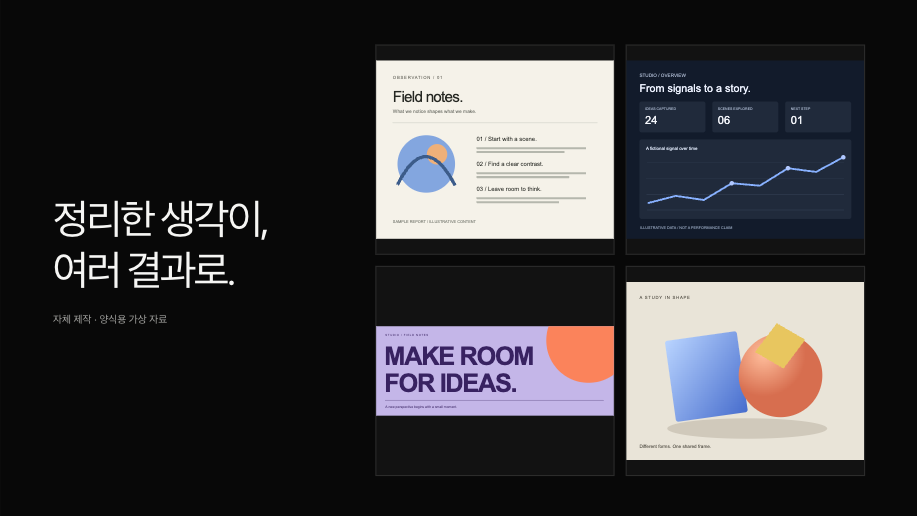 정리한 생각이,
여러 결과로.
자체 제작 · 양식용 가상 자료
OBSERVATION / 01
Field notes.
What we notice shapes what we make.
01 / Start with a scene.
02 / Find a clear contrast.
03 / Leave room to think.
SAMPLE REPORT / ILLUSTRATIVE CONTENT
STUDIO / OVERVIEW
From signals to a story.
IDEAS CAPTURED
24
SCENES EXPLORED
06
NEXT STEP
01
A fictional signal over time
ILLUSTRATIVE DATA / NOT A PERFORMANCE CLAIM
STUDIO / FIELD NOTES
MAKE ROOM
FOR IDEAS.
A new perspective begins with a small moment.
A STUDY IN SHAPE
Different forms. One shared frame.